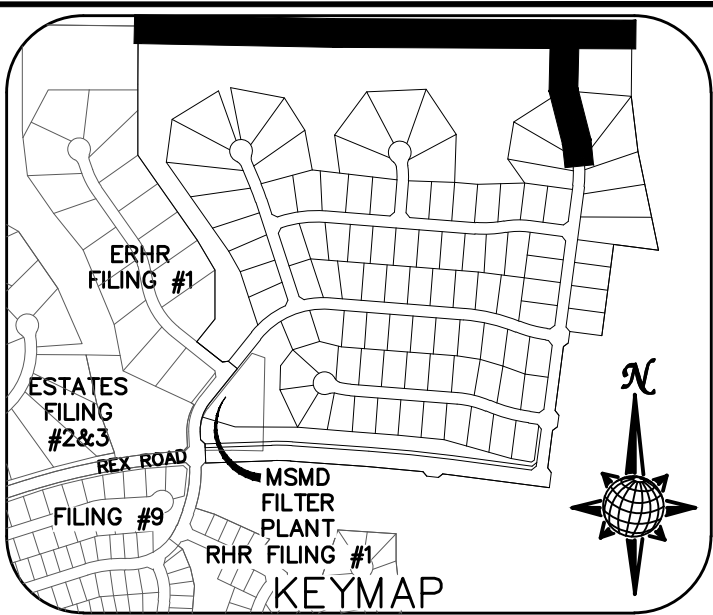 ERHR
FILING #1
N
ESTATES
FILING
#2&3
REX ROAD
MSMD
FILTER
PLANT
FILING #9
RHR FILING #1
KEYMAP